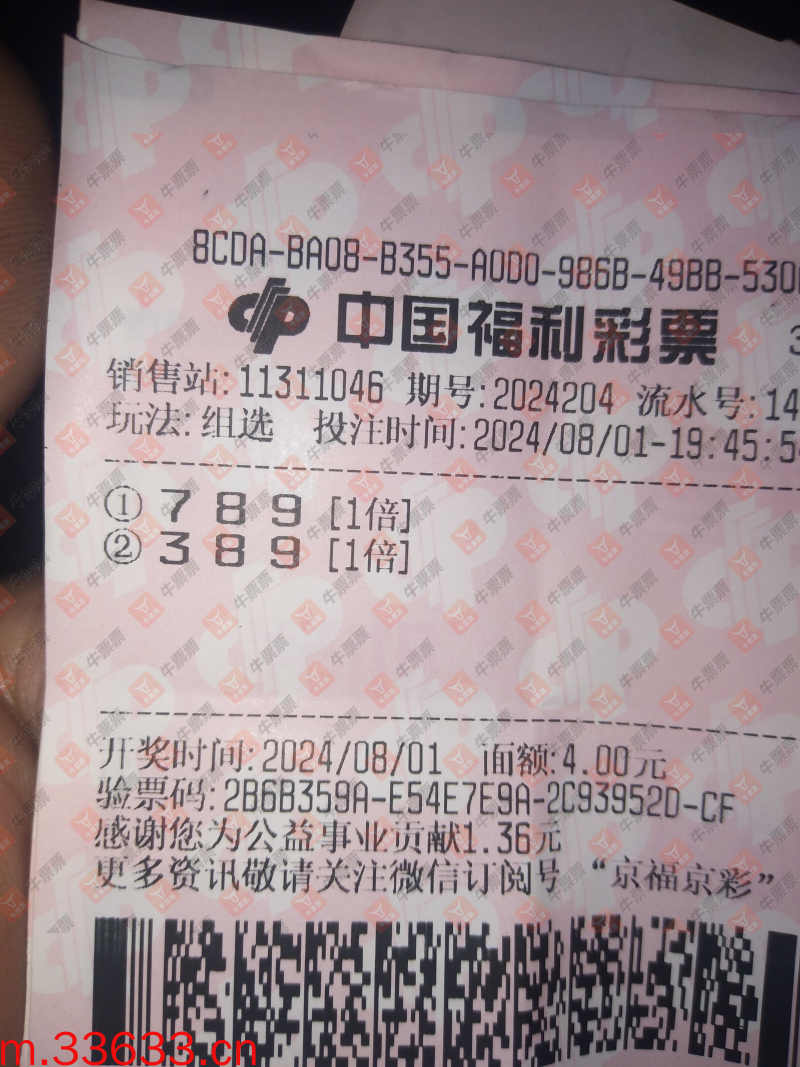 8CDA-BA08-B355-A0D0-986B-49BB-530
中国福利彩票 3
销售站:11311046 期号:2024204 流水号:14
玩法:组选 投注时间:2024/08/01-19:45:54
① 7 8 9 [1倍]
② 3 8 9 [1倍]
开奖时间:2024/08/01 面额:4.00元
验票码:2B6B359A-E54E7E9A-2C93952D-CF
感谢您为公益事业贡献1.36元
更多资讯敬请关注微信订阅号 “京福京彩”
m.33633.cn
牛票票